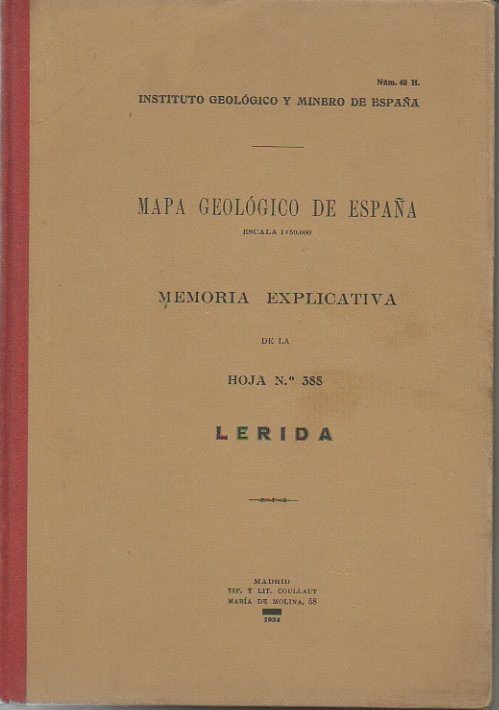 Núm. 49 H.
INSTITUTO GEOLÓGICO Y MINERO DE ESPAÑA
MAPA GEOLÓGICO DE ESPAÑA
ESCALA 1:50.000
MEMORIA EXPLICATIVA
DE LA
HOJA N.º 388
LERIDA
MADRID
TIP. Y LIT. COULLAUT
MARÍA DE MOLINA, 58
1934